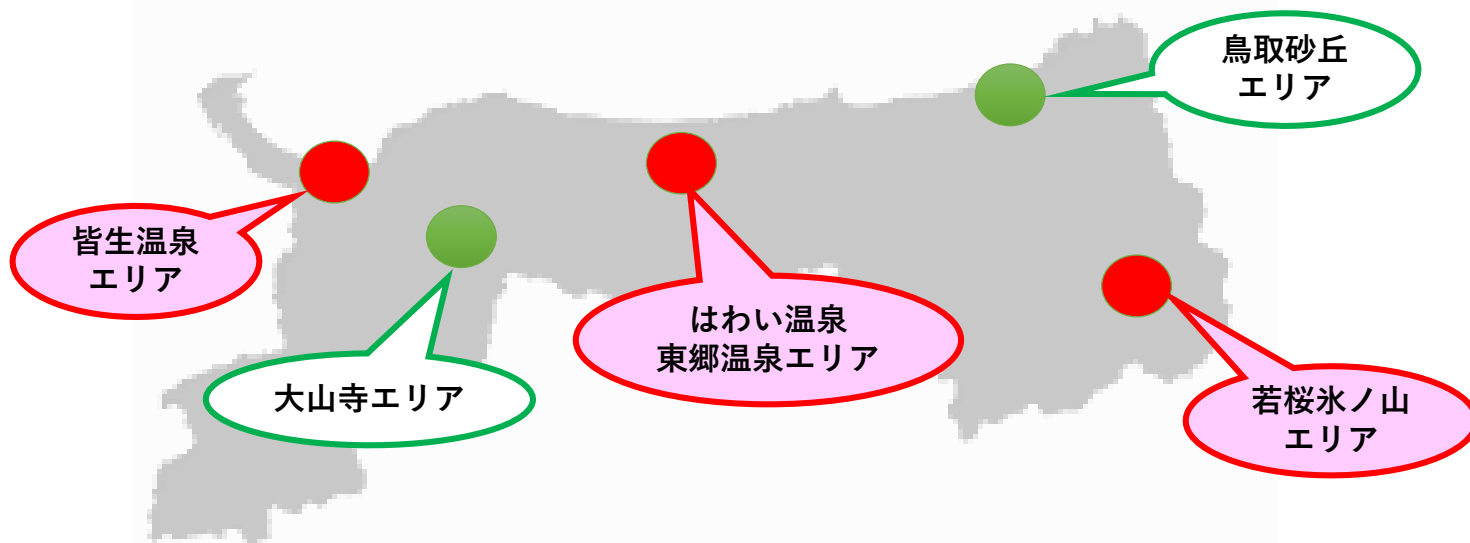 鳥取砂丘
エリア
皆生温泉
エリア
はわい温泉
東郷温泉エリア
大山寺エリア
若桜氷ノ山
エリア